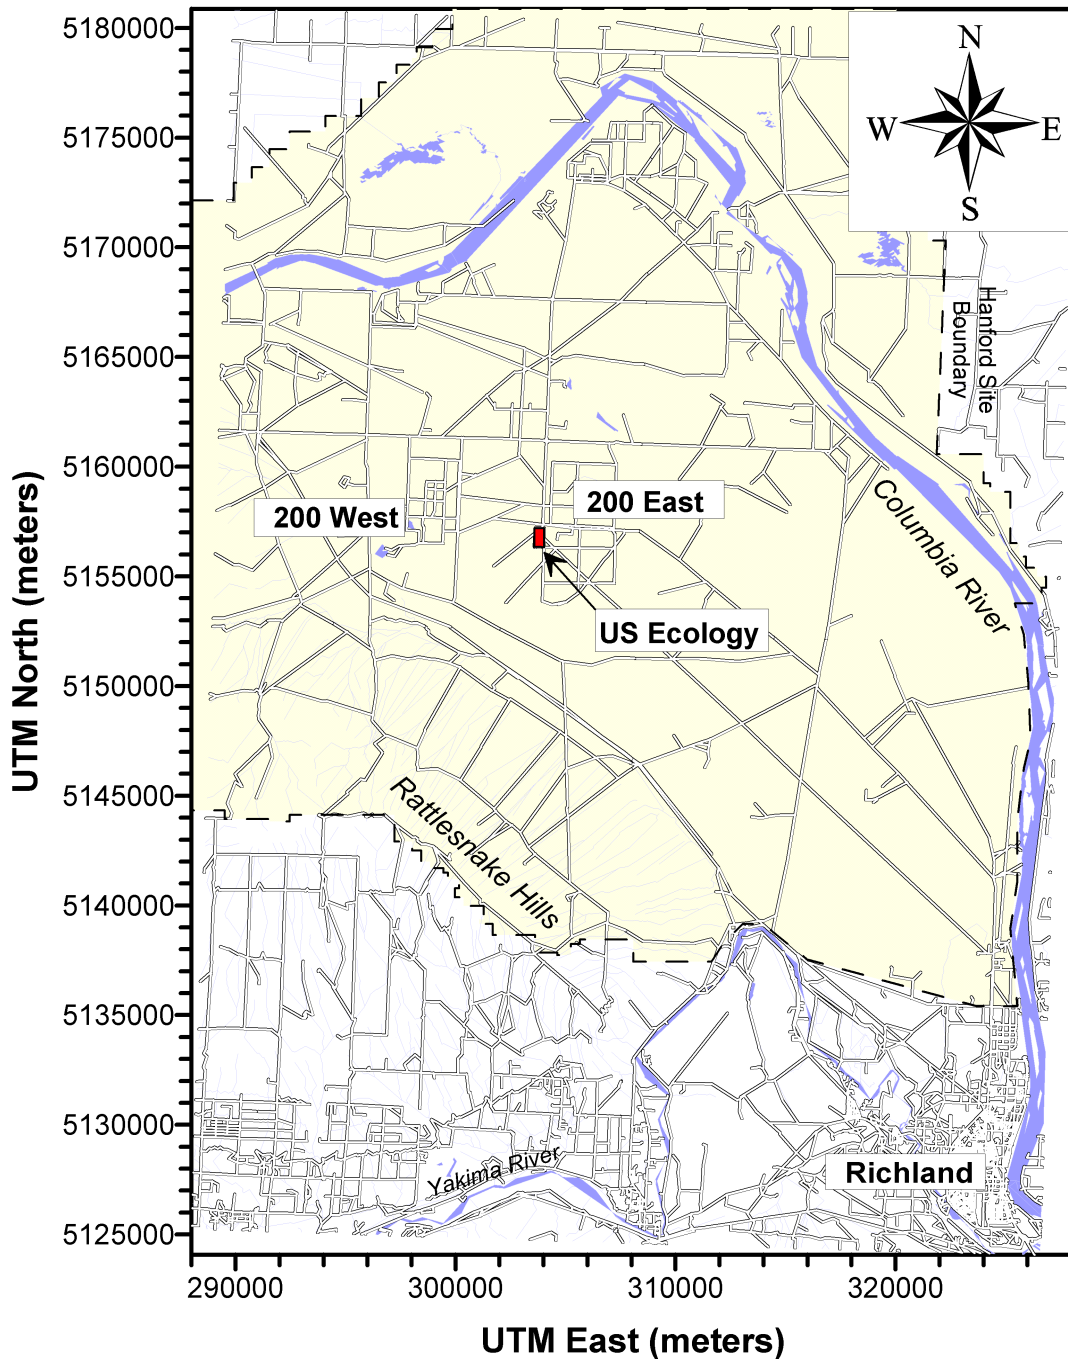 5180000
5175000
5170000
5165000
5160000
5155000
5150000
5145000
5140000
5135000
5130000
5125000
UTM North (meters)
N
W
E
S
Hanford Site
Boundary
200 West
200 East
US Ecology
Columbia River
Rattlesnake Hills
Yakima River
Richland
290000
300000
310000
320000
UTM East (meters)